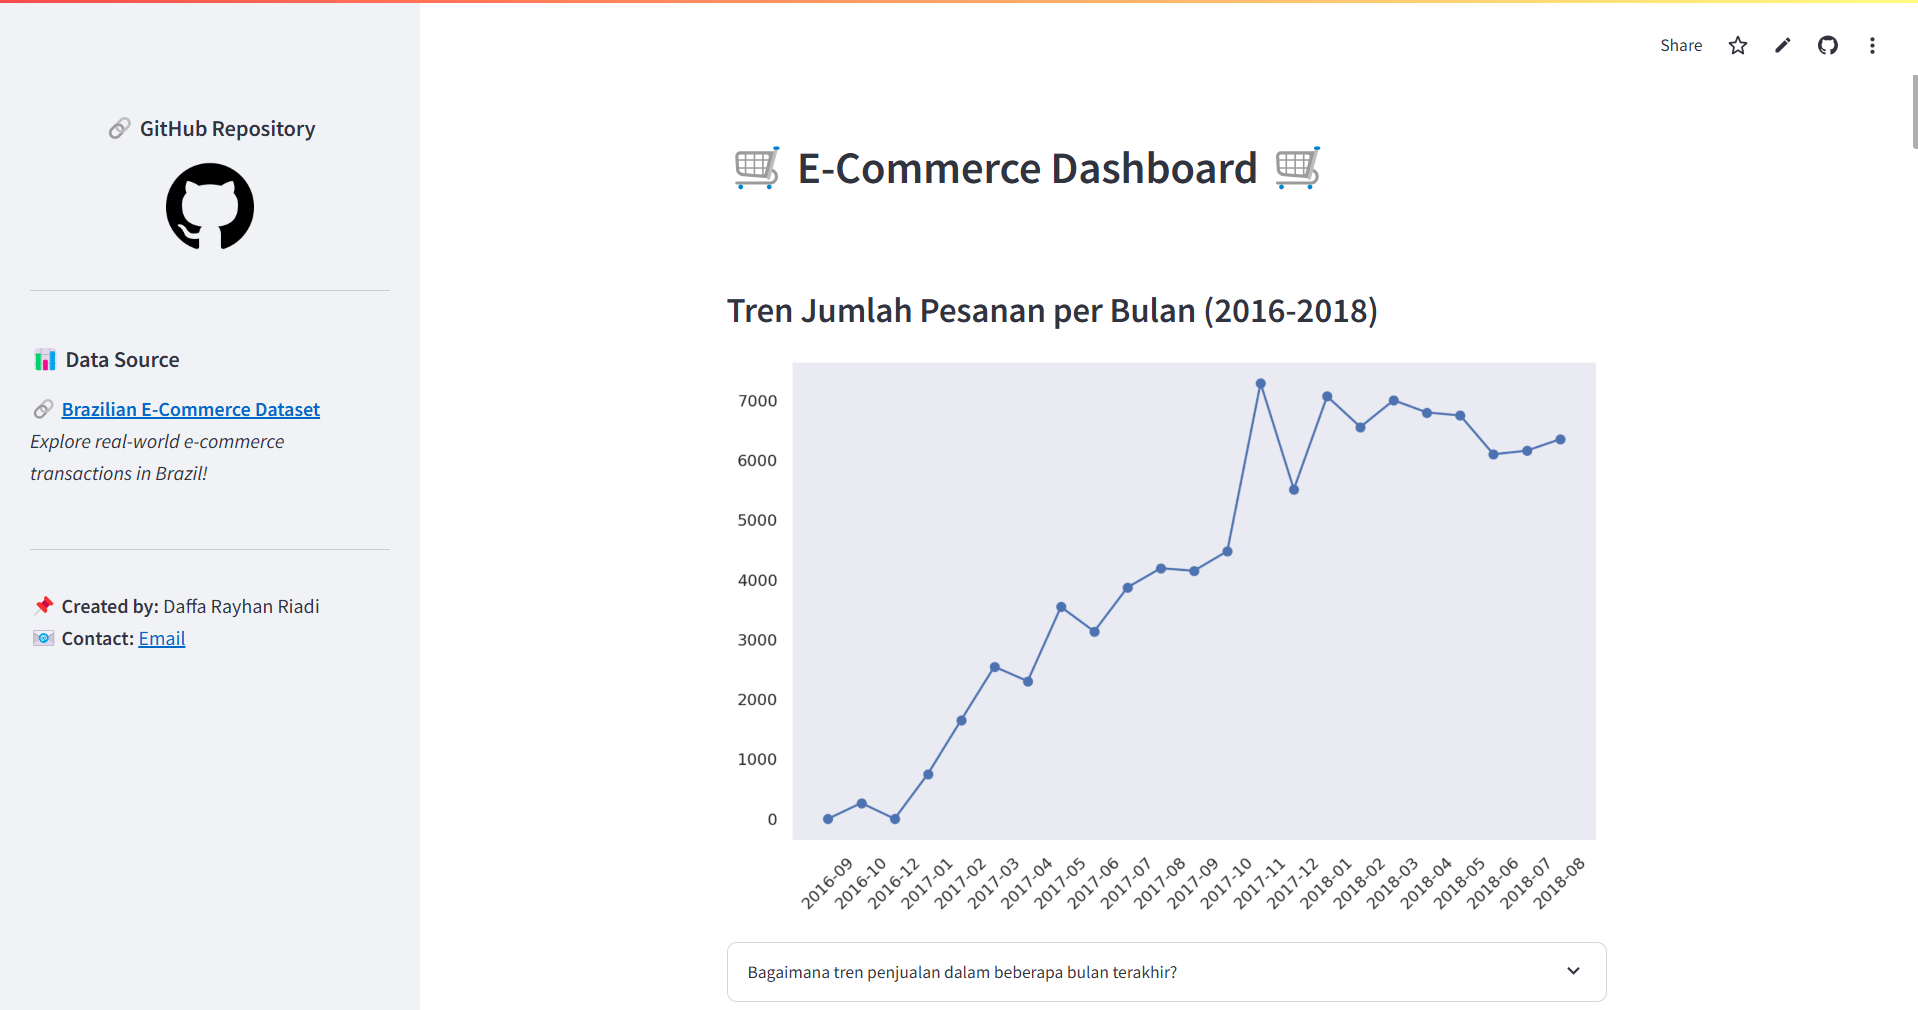 Share
GitHub Repository
Data Source
Brazilian E-Commerce Dataset
Explore real-world e-commerce
transactions in Brazil!
Created by: Daffa Rayhan Riadi
Contact: Email
E-Commerce Dashboard
Tren Jumlah Pesanan per Bulan (2016-2018)
7000
6000
5000
4000
3000
2000
1000
0
2016-09
2016-10
2016-12
2017-01
2017-02
2017-03
2017-04
2017-05
2017-06
2017-07
2017-08
2017-09
2017-10
2017-11
2017-12
2018-01
2018-02
2018-03
2018-04
2018-05
2018-06
2018-07
2018-08
Bagaimana tren penjualan dalam beberapa bulan terakhir?